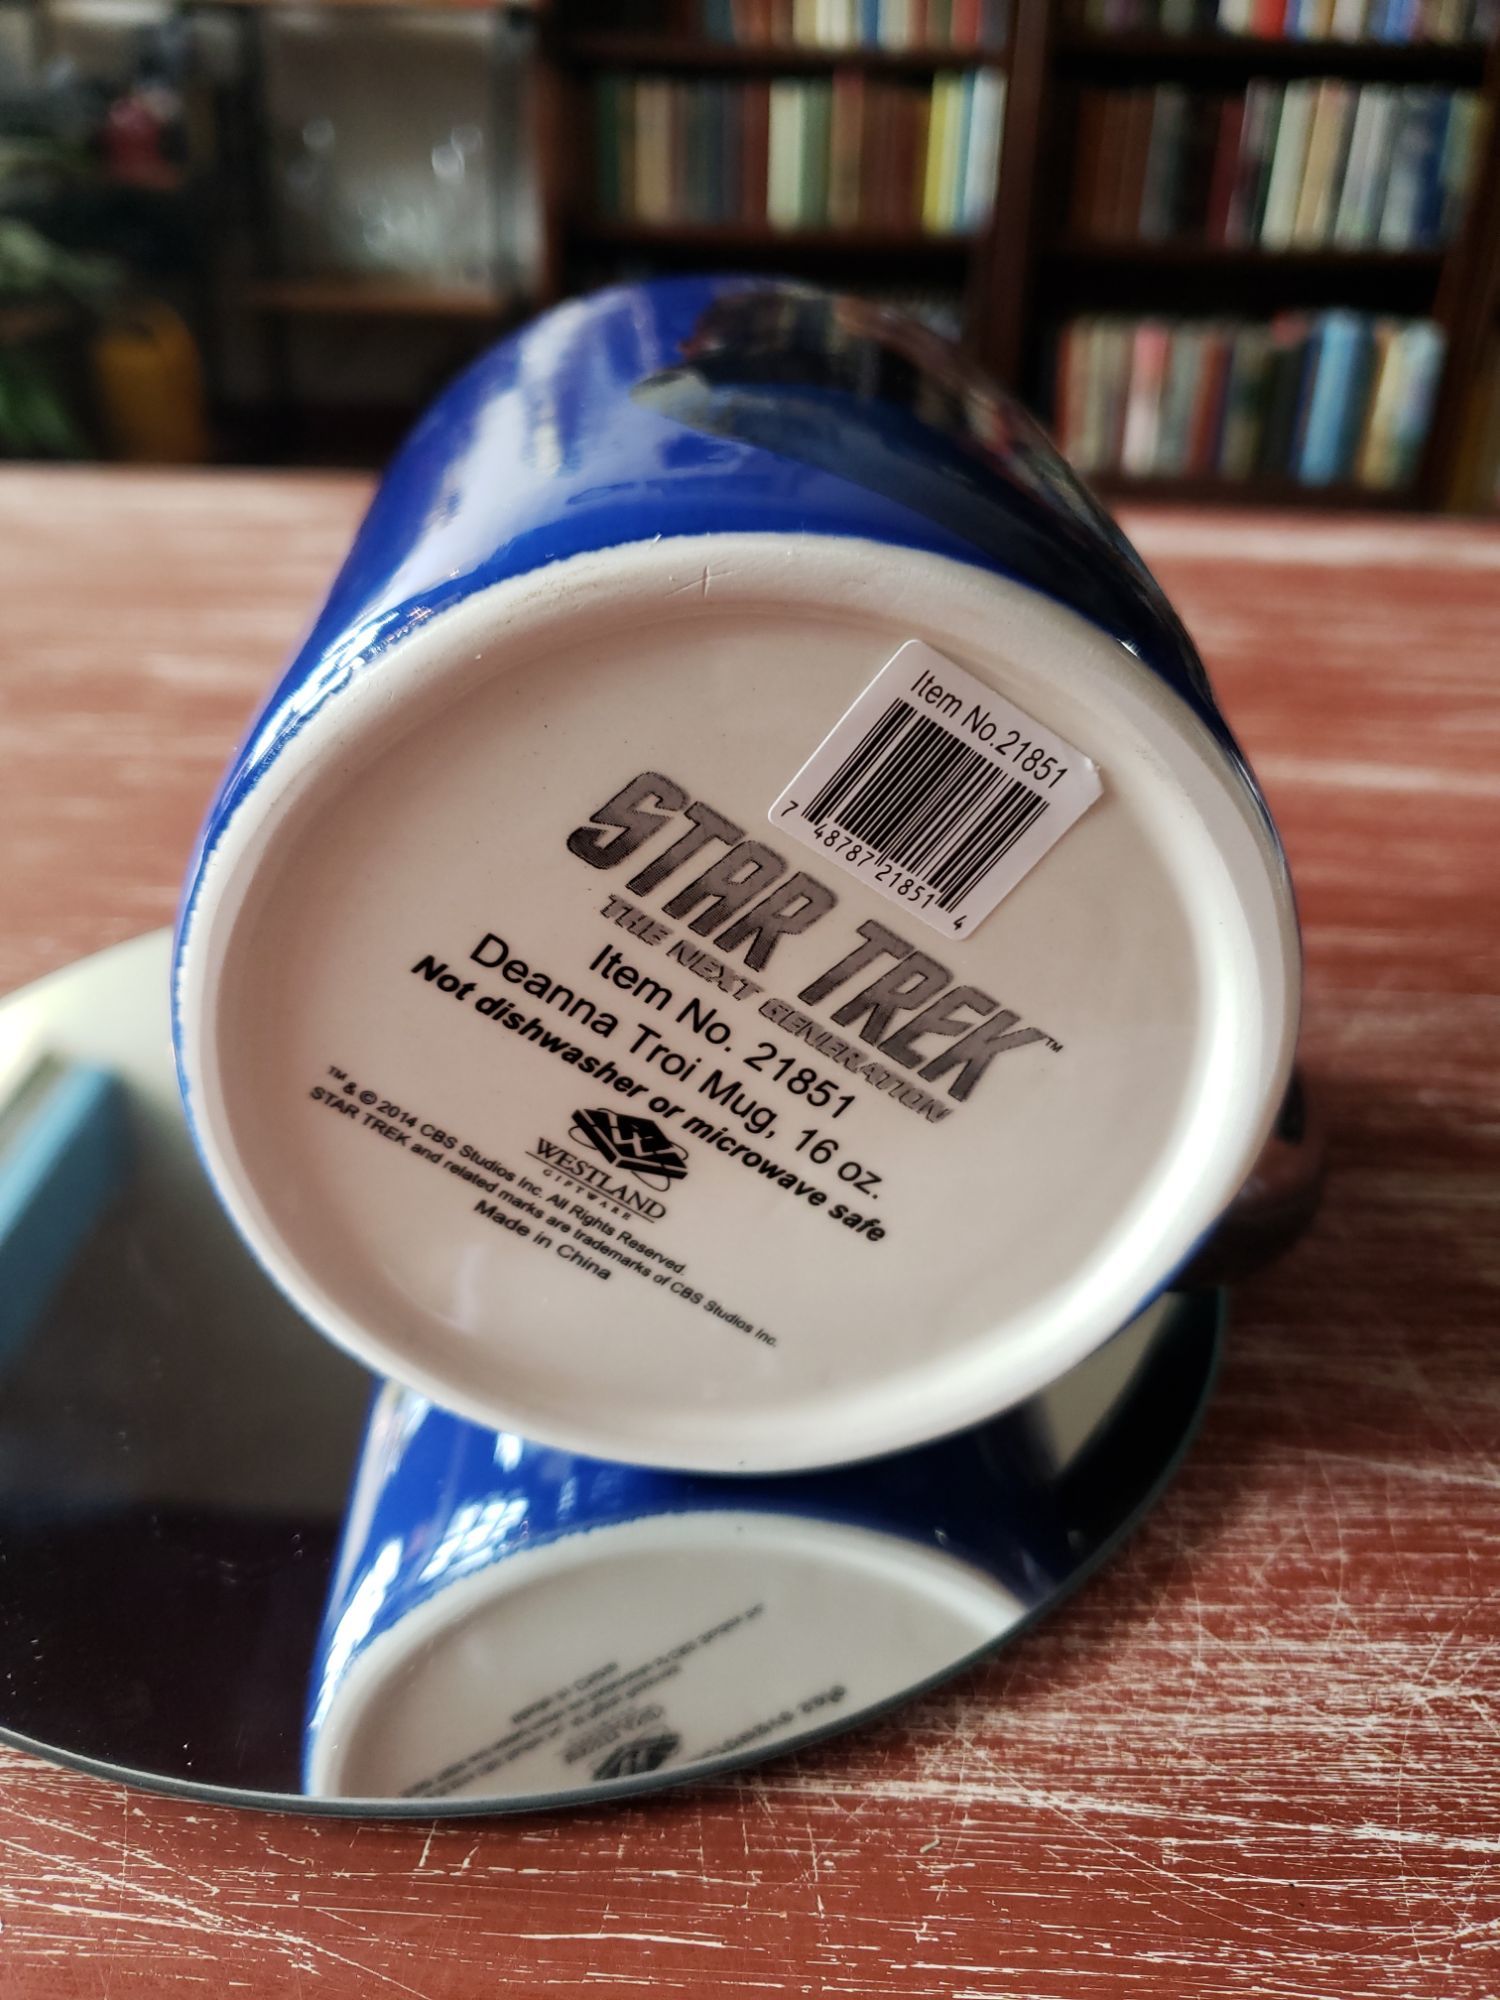 Item No.21851
7 48787 21851 4
STAR TREK™
THE NEXT GENERATION
Item No. 21851
Deanna Troi Mug, 16 oz.
Not dishwasher or microwave safe
WESTLAND
GIFTWARE
™& © 2014 CBS Studios Inc. All Rights Reserved.
STAR TREK and related marks are trademarks of CBS Studios Inc.
Made in China